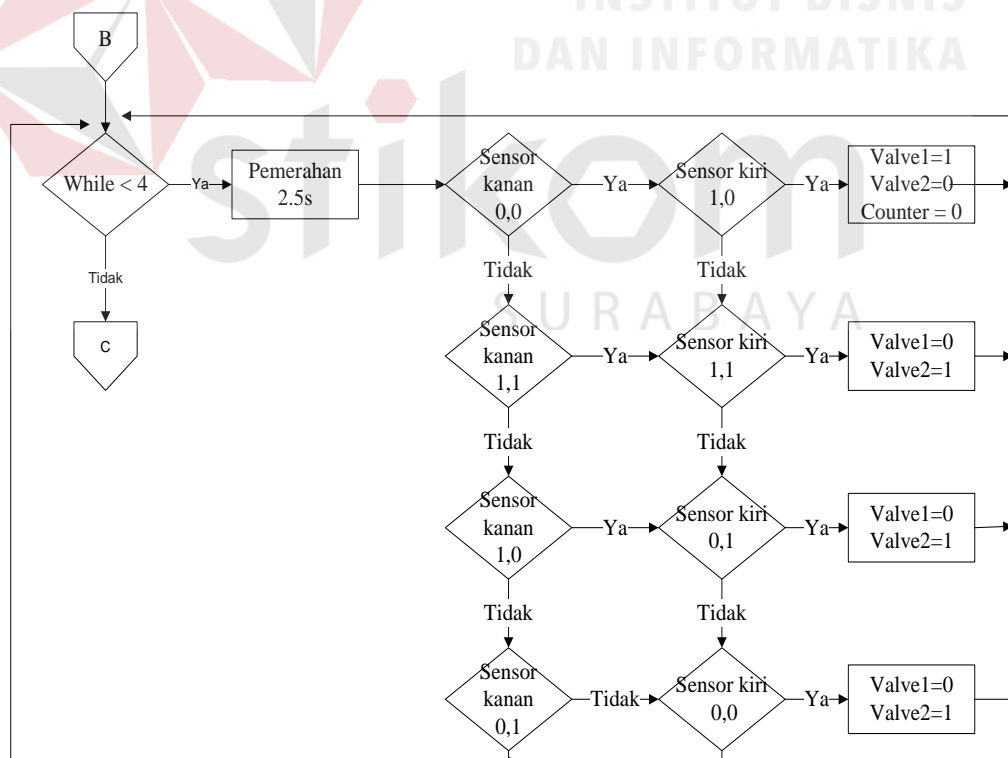 INSTITUT BISNIS
DAN INFORMATIKA
stikom
SURABAYA
B
While < 4
Ya
Pemerahan
2.5s
Sensor
kanan
0,0
Ya
Sensor kiri
1,0
Ya
Valve1=1
Valve2=0
Counter = 0
Tidak
Tidak
Tidak
C
Sensor
kanan
1,1
Ya
Sensor kiri
1,1
Ya
Valve1=0
Valve2=1
Tidak
Tidak
Sensor
kanan
1,0
Ya
Sensor kiri
0,1
Ya
Valve1=0
Valve2=1
Tidak
Tidak
Sensor
kanan
0,1
Tidak
Sensor kiri
0,0
Ya
Valve1=0
Valve2=1